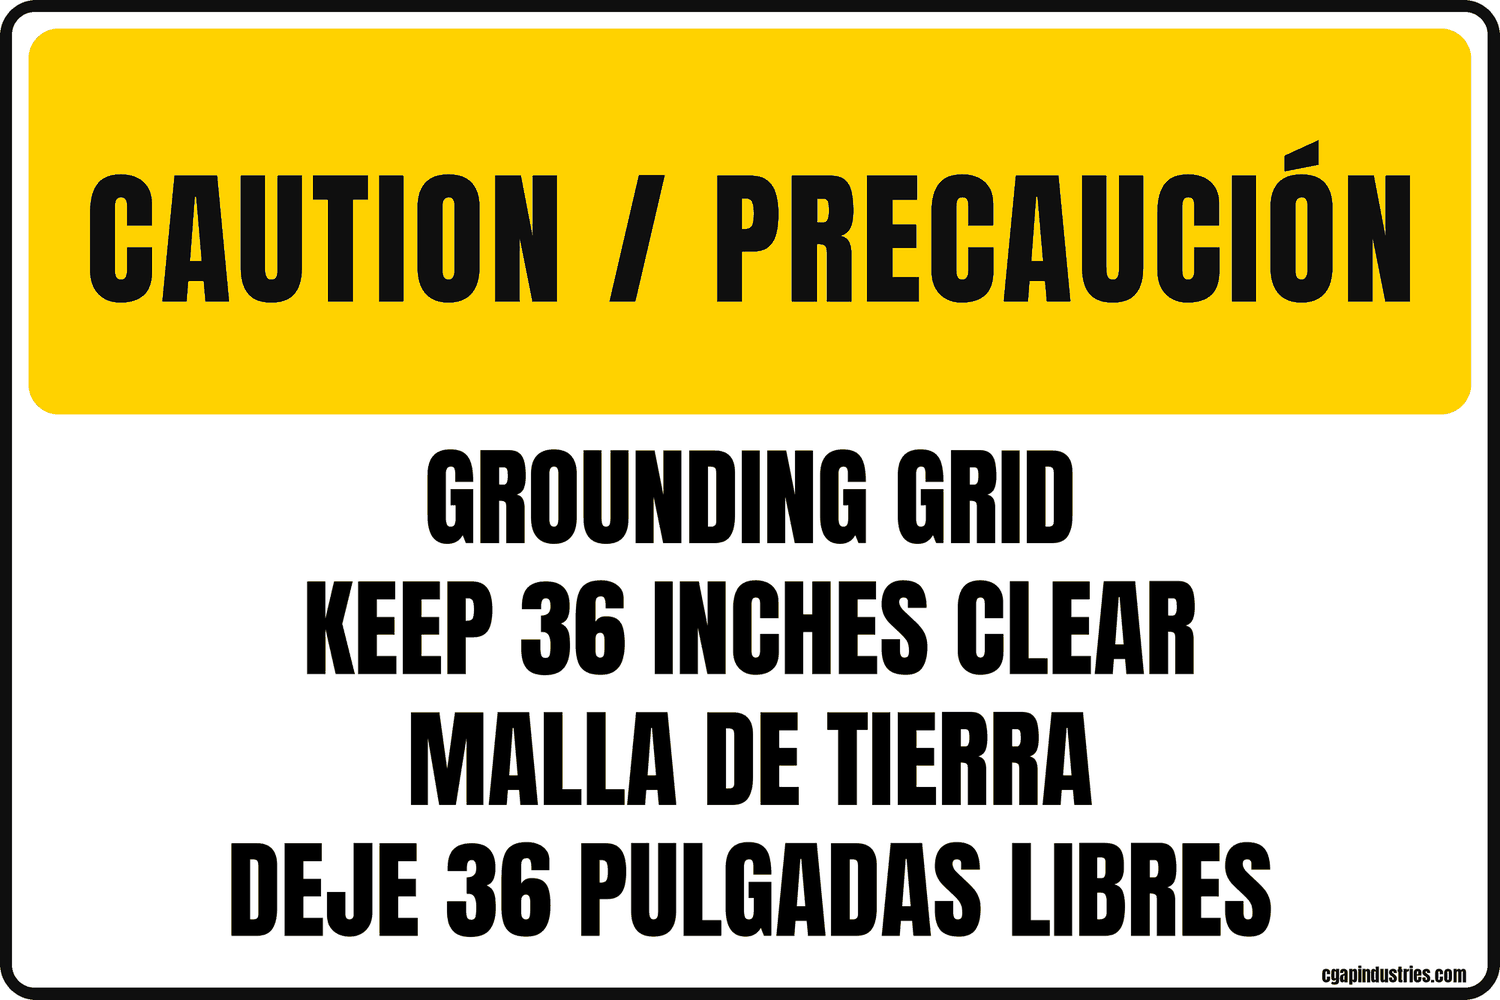 CAUTION / PRECAUCIÓN
GROUNDING GRID
KEEP 36 INCHES CLEAR
MALLA DE TIERRA
DEJE 36 PULGADAS LIBRES
cgapindustries.com